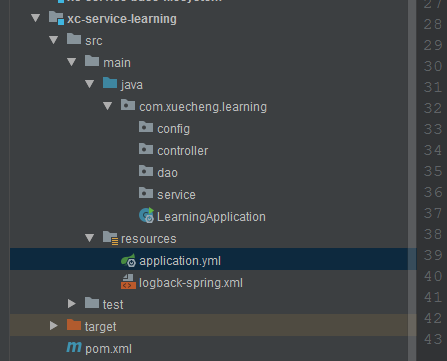 xc-service-learning
src
main
java
com.xuecheng.learning
config
controller
dao
service
LearningApplication
resources
application.yml
logback-spring.xml
test
target
pom.xml
27
28
29
30
31
32
33
34
35
36
37
38
39
40
41
42
43